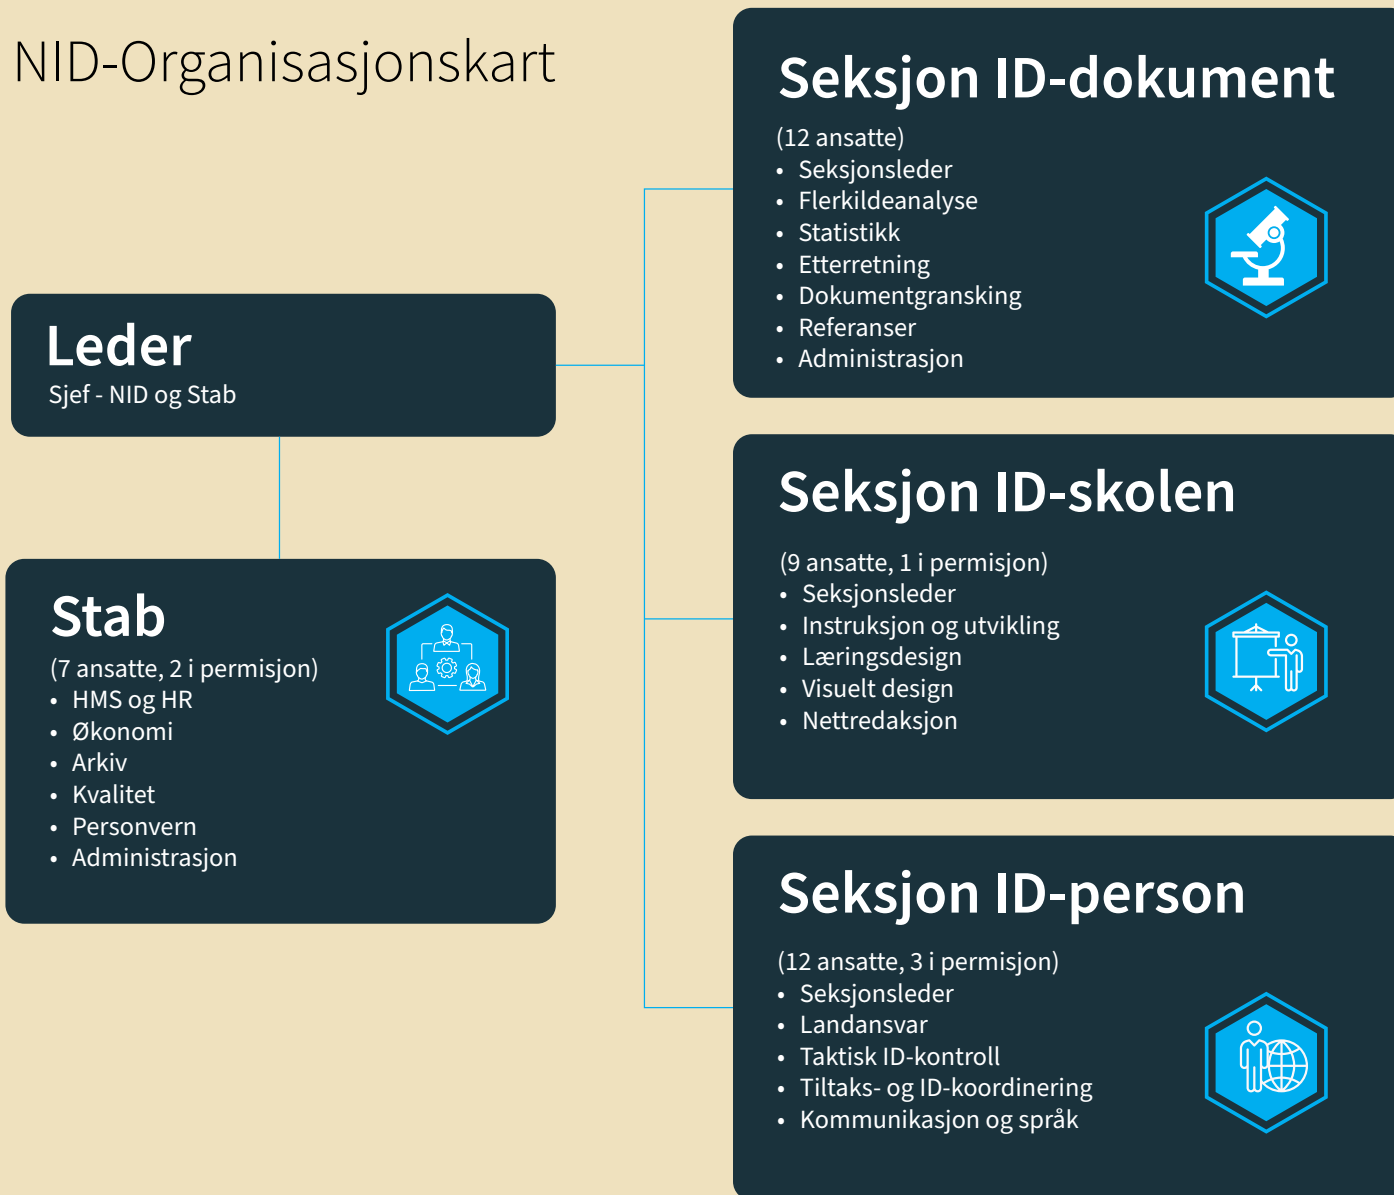 NID-Organisasjonskart
Leder
Sjef - NID og Stab
Stab
(7 ansatte, 2 i permisjon)
• HMS og HR
• Økonomi
• Arkiv
• Kvalitet
• Personvern
• Administrasjon
Seksjon ID-dokument
(12 ansatte)
• Seksjonsleder
• Flerkildeanalyse
• Statistikk
• Etterretning
• Dokumentgransking
• Referanser
• Administrasjon
Seksjon ID-skolen
(9 ansatte, 1 i permisjon)
• Seksjonsleder
• Instruksjon og utvikling
• Læringsdesign
• Visuelt design
• Nettredaksjon
Seksjon ID-person
(12 ansatte, 3 i permisjon)
• Seksjonsleder
• Landansvar
• Taktisk ID-kontroll
• Tiltaks- og ID-koordinering
• Kommunikasjon og språk